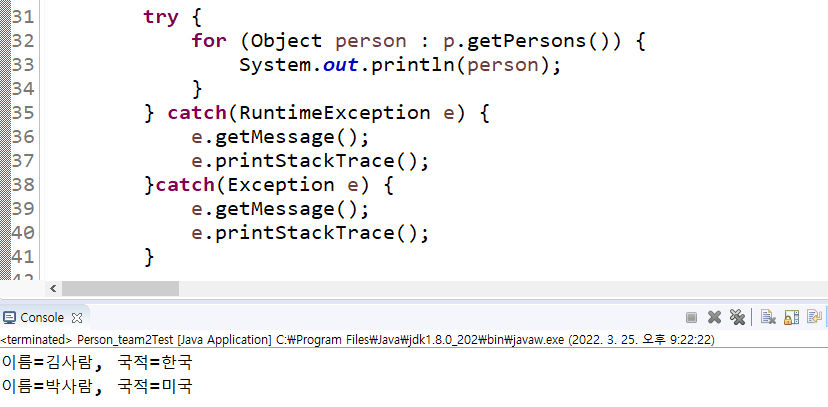 31 try {
32 for (Object person : p.getPersons()) {
33 System.out.println(person);
34 }
35 } catch(RuntimeException e) {
36 e.getMessage();
37 e.printStackTrace();
38 }catch(Exception e) {
39 e.getMessage();
40 e.printStackTrace();
41 }
Console
<terminated> Person_team2Test [Java Application] C:₩Program Files₩Java₩jdk1.8.0_202₩bin₩javaw.exe (2022. 3. 25. 오후 9:22:22)
이름=김사람, 국적=한국
이름=박사람, 국적=미국